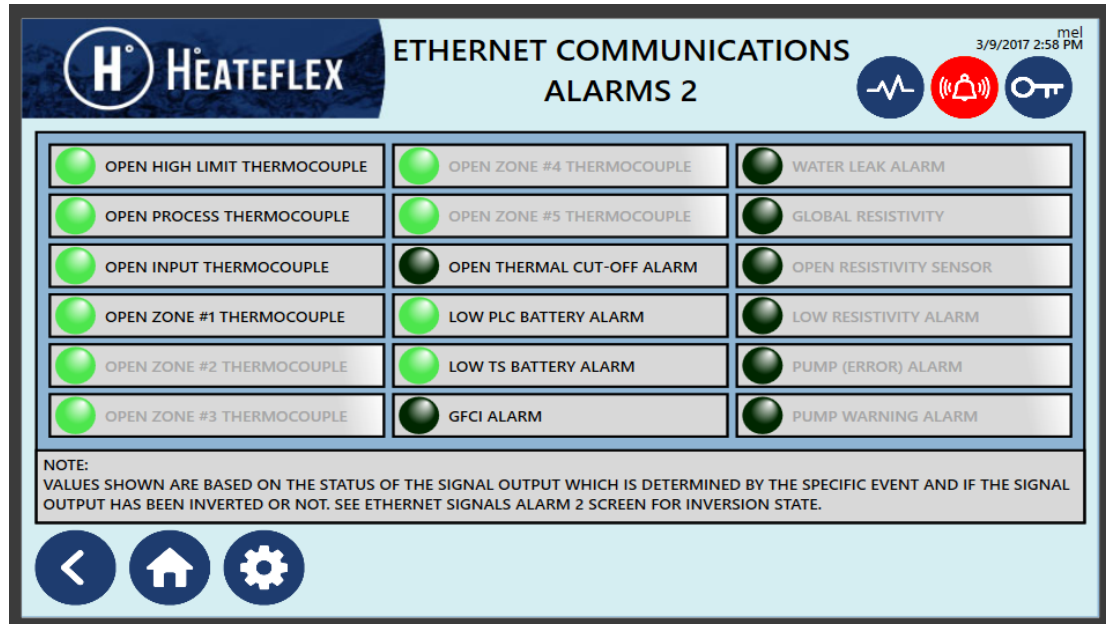 H°
HEATEFLEX
ETHERNET COMMUNICATIONS
ALARMS 2
mel
3/9/2017 2:58 PM
OPEN HIGH LIMIT THERMOCOUPLE
OPEN PROCESS THERMOCOUPLE
OPEN INPUT THERMOCOUPLE
OPEN ZONE #1 THERMOCOUPLE
OPEN ZONE #2 THERMOCOUPLE
OPEN ZONE #3 THERMOCOUPLE
OPEN ZONE #4 THERMOCOUPLE
OPEN ZONE #5 THERMOCOUPLE
OPEN THERMAL CUT-OFF ALARM
LOW PLC BATTERY ALARM
LOW TS BATTERY ALARM
GFCI ALARM
WATER LEAK ALARM
GLOBAL RESISTIVITY
OPEN RESISTIVITY SENSOR
LOW RESISTIVITY ALARM
PUMP (ERROR) ALARM
PUMP WARNING ALARM
NOTE:
VALUES SHOWN ARE BASED ON THE STATUS OF THE SIGNAL OUTPUT WHICH IS DETERMINED BY THE SPECIFIC EVENT AND IF THE SIGNAL
OUTPUT HAS BEEN INVERTED OR NOT. SEE ETHERNET SIGNALS ALARM 2 SCREEN FOR INVERSION STATE.